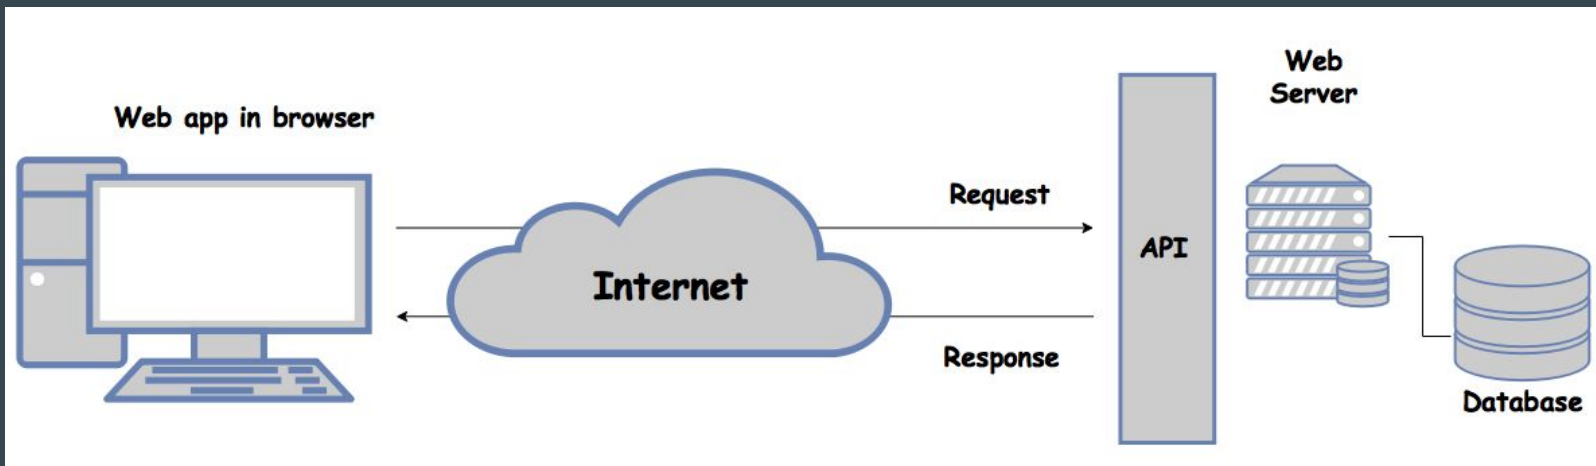 Web app in browser
Internet
Request
Response
API
Web
Server
Database